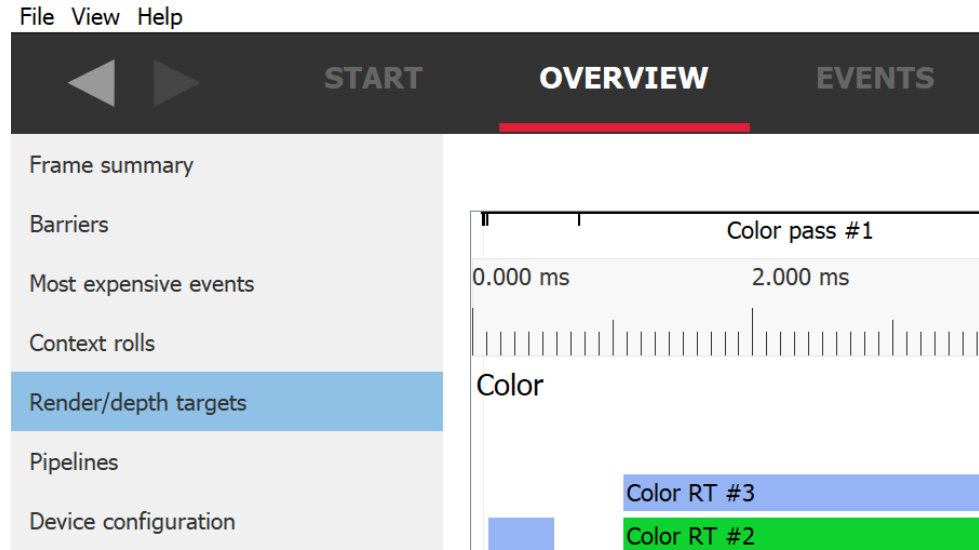 File View Help
START OVERVIEW EVENTS
Frame summary
Barriers
Most expensive events
Context rolls
Render/depth targets
Pipelines
Device configuration
Color pass #1
0.000 ms 2.000 ms
Color
Color RT #3
Color RT #2